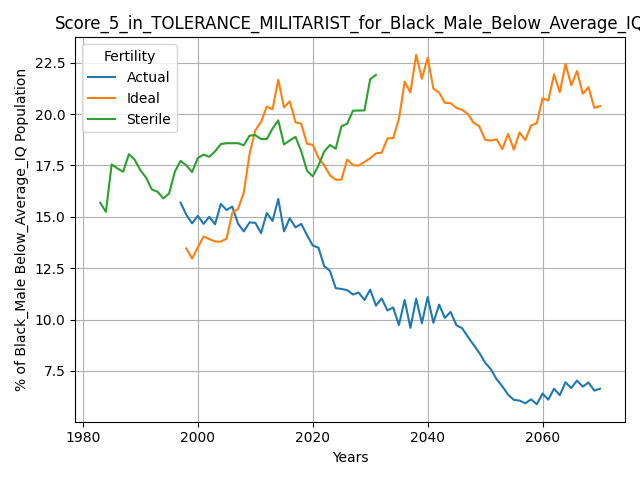 Score_5_in_TOLERANCE_MILITARIST_for_Black_Male_Below_Average_IQ
Fertility
Actual
Ideal
Sterile
% of Black_Male Below_Average_IQ Population
22.5
20.0
17.5
15.0
12.5
10.0
7.5
1980
2000
2020
2040
2060
Years